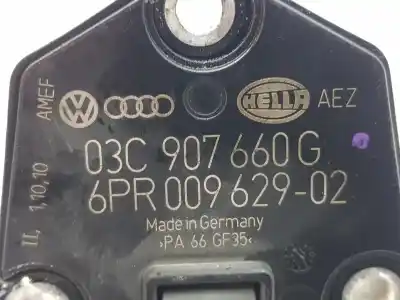 AMEF
HELLA AEZ
03C 907 660 G
6PR 009 629-02
Made in Germany
>PA 66 GF35<
II, 1,10,10